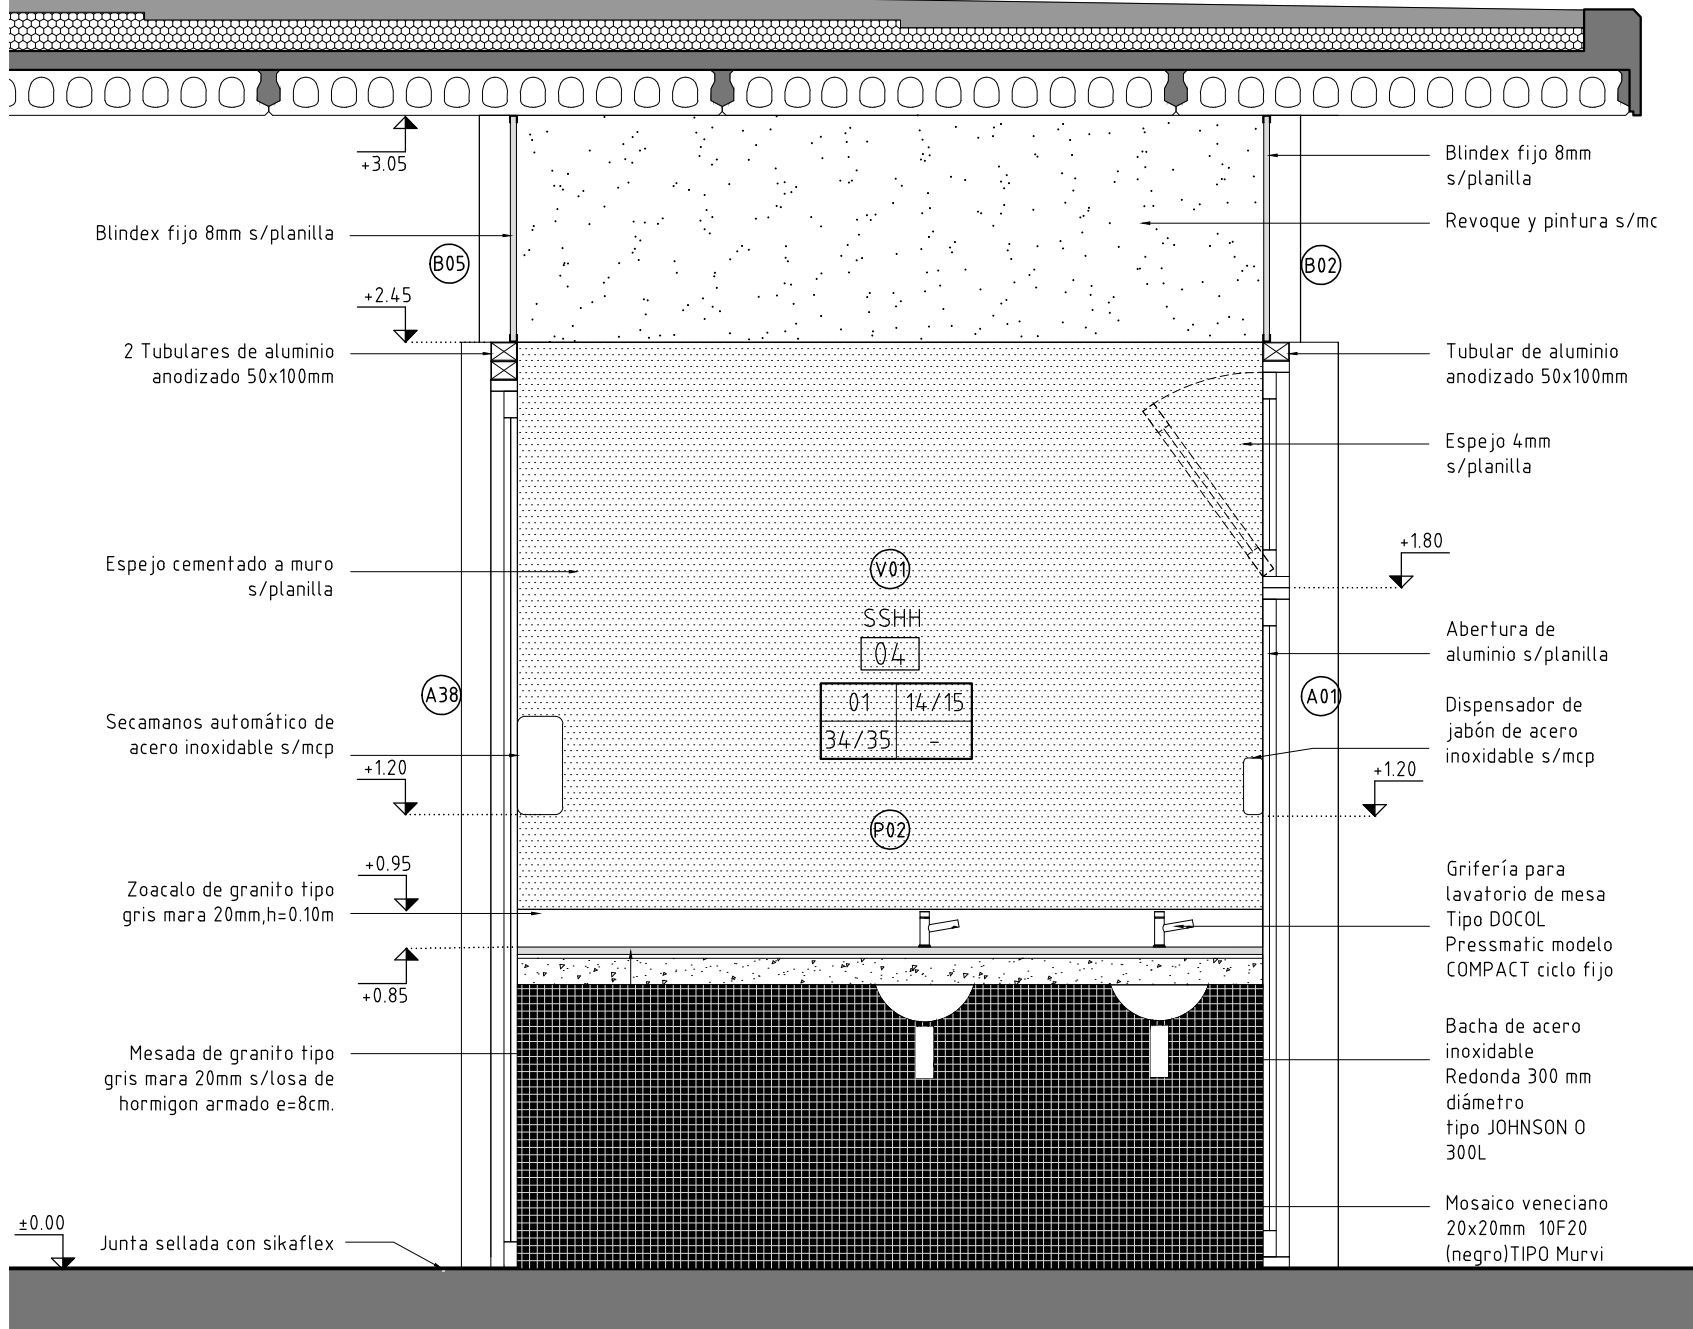 +3.05
Blindex fijo 8mm s/planilla
B05
+2.45
2 Tubulares de aluminio
anodizado 50x100mm
Espejo cementado a muro
s/planilla
A38
Secamanos automático de
acero inoxidable s/mcp
+1.20
+0.95
Zoacalo de granito tipo
gris mara 20mm,h=0.10m
+0.85
Mesada de granito tipo
gris mara 20mm s/losa de
hormigon armado e=8cm.
±0.00
Junta sellada con sikaflex
V01
SSHH
04
01 14/15
34/35 -
P02
Blindex fijo 8mm
s/planilla
Revoque y pintura s/mc
B02
Tubular de aluminio
anodizado 50x100mm
Espejo 4mm
s/planilla
+1.80
Abertura de
aluminio s/planilla
A01
Dispensador de
jabón de acero
inoxidable s/mcp
+1.20
Grifería para
lavatorio de mesa
Tipo DOCOL
Pressmatic modelo
COMPACT ciclo fijo
Bacha de acero
inoxidable
Redonda 300 mm
diámetro
tipo JOHNSON O
300L
Mosaico veneciano
20x20mm 10F20
(negro)TIPO Murvi